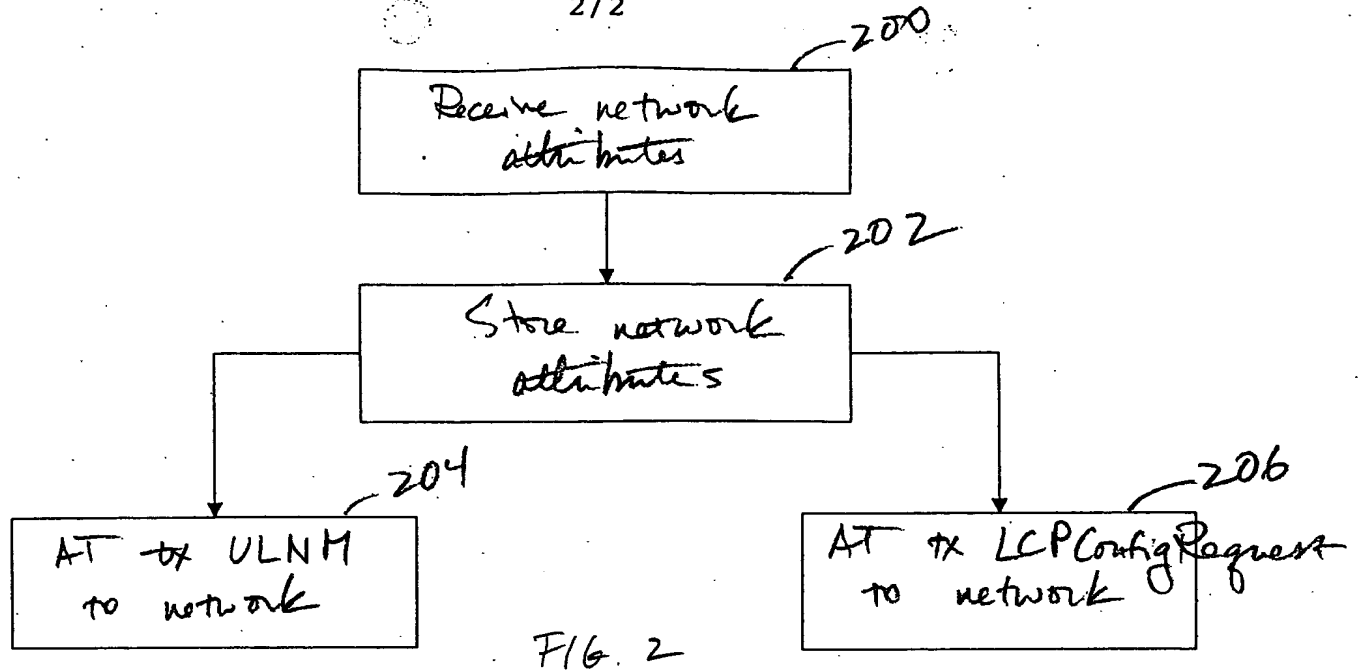 2/2
200
Receive network
attributes
202
Store network
attributes
204
AT tx ULNM
to network
206
AT tx LCPConfigRequest
to network
FIG. 2